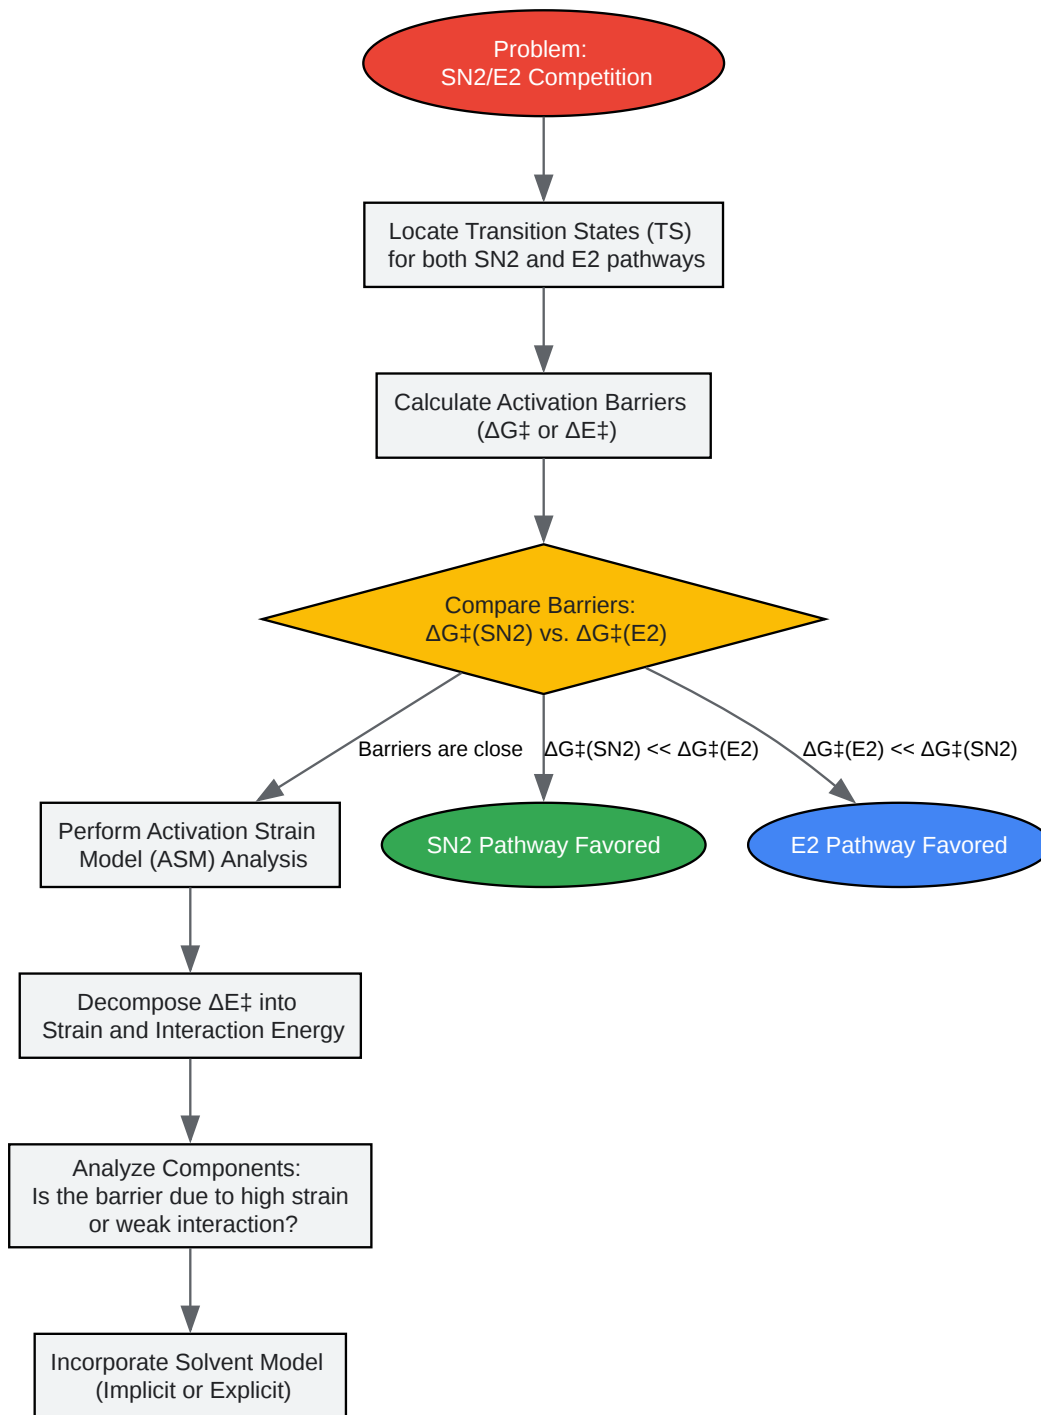 Problem:
SN2/E2 Competition
Locate Transition States (TS)
for both SN2 and E2 pathways
Calculate Activation Barriers
(ΔG‡ or ΔE‡)
Compare Barriers:
ΔG‡(SN2) vs. ΔG‡(E2)
Barriers are close
ΔG‡(SN2) << ΔG‡(E2)
ΔG‡(E2) << ΔG‡(SN2)
Perform Activation Strain
Model (ASM) Analysis
SN2 Pathway Favored
E2 Pathway Favored
Decompose ΔE‡ into
Strain and Interaction Energy
Analyze Components:
Is the barrier due to high strain
or weak interaction?
Incorporate Solvent Model
(Implicit or Explicit)